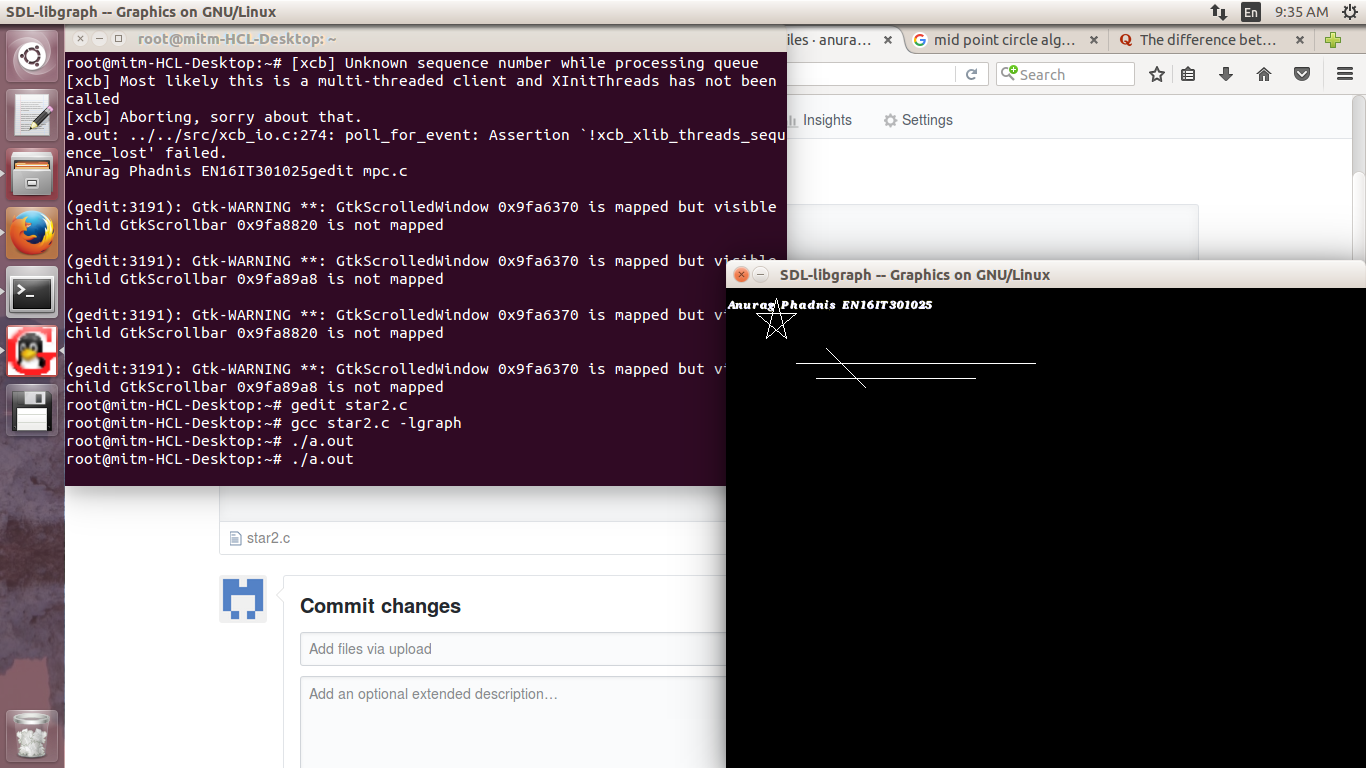 SDL-libgraph -- Graphics on GNU/Linux
En
9:35 AM
root@mitm-HCL-Desktop: ~
iles · anura…
mid point circle alg…
The difference bet…
Search
Insights
Settings
root@mitm-HCL-Desktop:~# [xcb] Unknown sequence number while processing queue
[xcb] Most likely this is a multi-threaded client and XInitThreads has not been
called
[xcb] Aborting, sorry about that.
a.out: ../../src/xcb_io.c:274: poll_for_event: Assertion `!xcb_xlib_threads_sequ
ence_lost' failed.
Anurag Phadnis EN16IT301025gedit mpc.c
(gedit:3191): Gtk-WARNING **: GtkScrolledWindow 0x9fa6370 is mapped but visible
child GtkScrollbar 0x9fa8820 is not mapped
(gedit:3191): Gtk-WARNING **: GtkScrolledWindow 0x9fa6370 is mapped but visible
child GtkScrollbar 0x9fa89a8 is not mapped
(gedit:3191): Gtk-WARNING **: GtkScrolledWindow 0x9fa6370 is mapped but vi
child GtkScrollbar 0x9fa8820 is not mapped
(gedit:3191): Gtk-WARNING **: GtkScrolledWindow 0x9fa6370 is mapped but vi
child GtkScrollbar 0x9fa89a8 is not mapped
root@mitm-HCL-Desktop:~# gedit star2.c
root@mitm-HCL-Desktop:~# gcc star2.c -lgraph
root@mitm-HCL-Desktop:~# ./a.out
root@mitm-HCL-Desktop:~# ./a.out
SDL-libgraph -- Graphics on GNU/Linux
Anurag Phadnis EN16IT301025
star2.c
Commit changes
Add files via upload
Add an optional extended description…